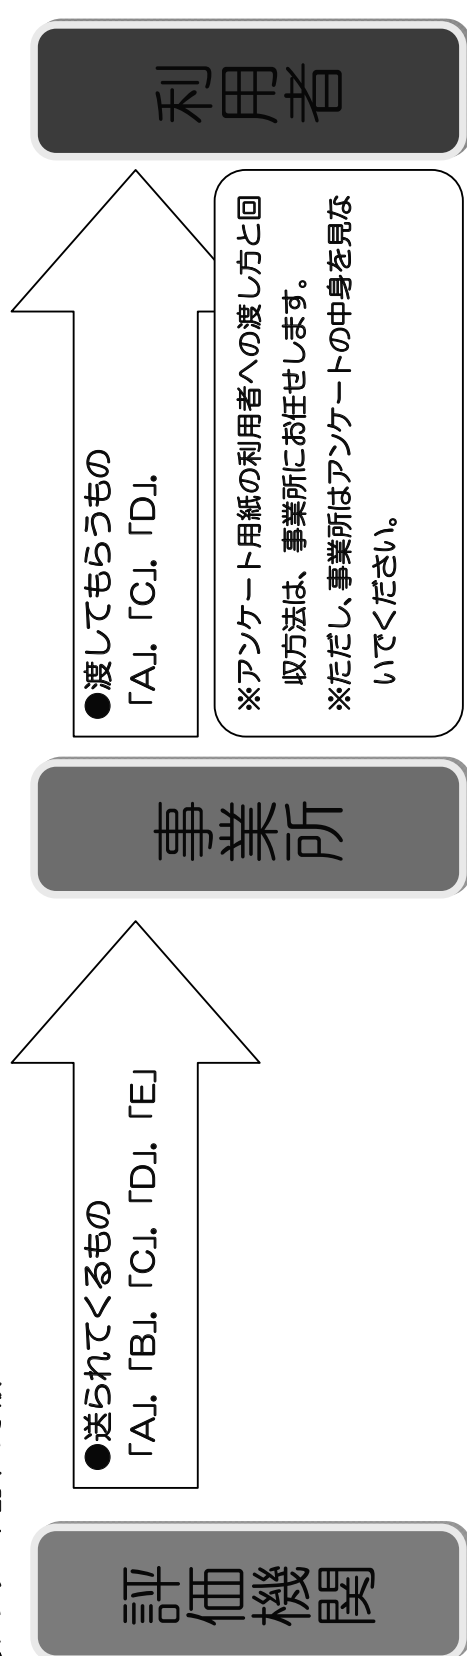 評価機関
●送られてくるもの
「A」.「B」.「C」.「D」.「E」
事業所
●渡してもらうもの
「A」.「C」.「D」.
※アンケート用紙の利用者への渡し方と回
収方法は、事業所にお任せします。
※ただし、事業所はアンケートの中身を見な
いでください。
利用者